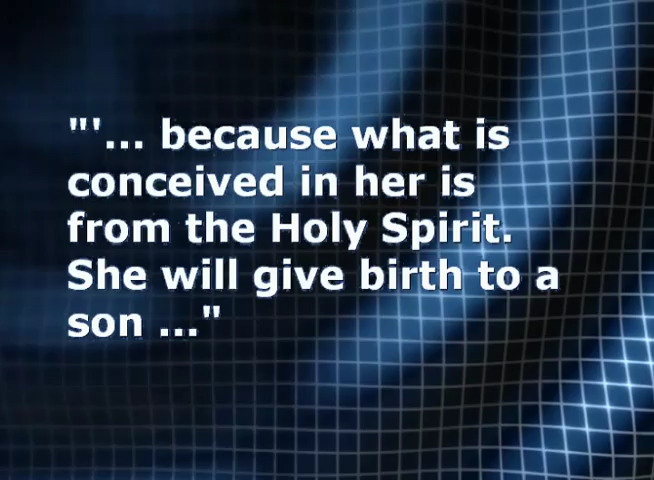 "'... because what is
conceived in her is
from the Holy Spirit.
She will give birth to a
son ..."